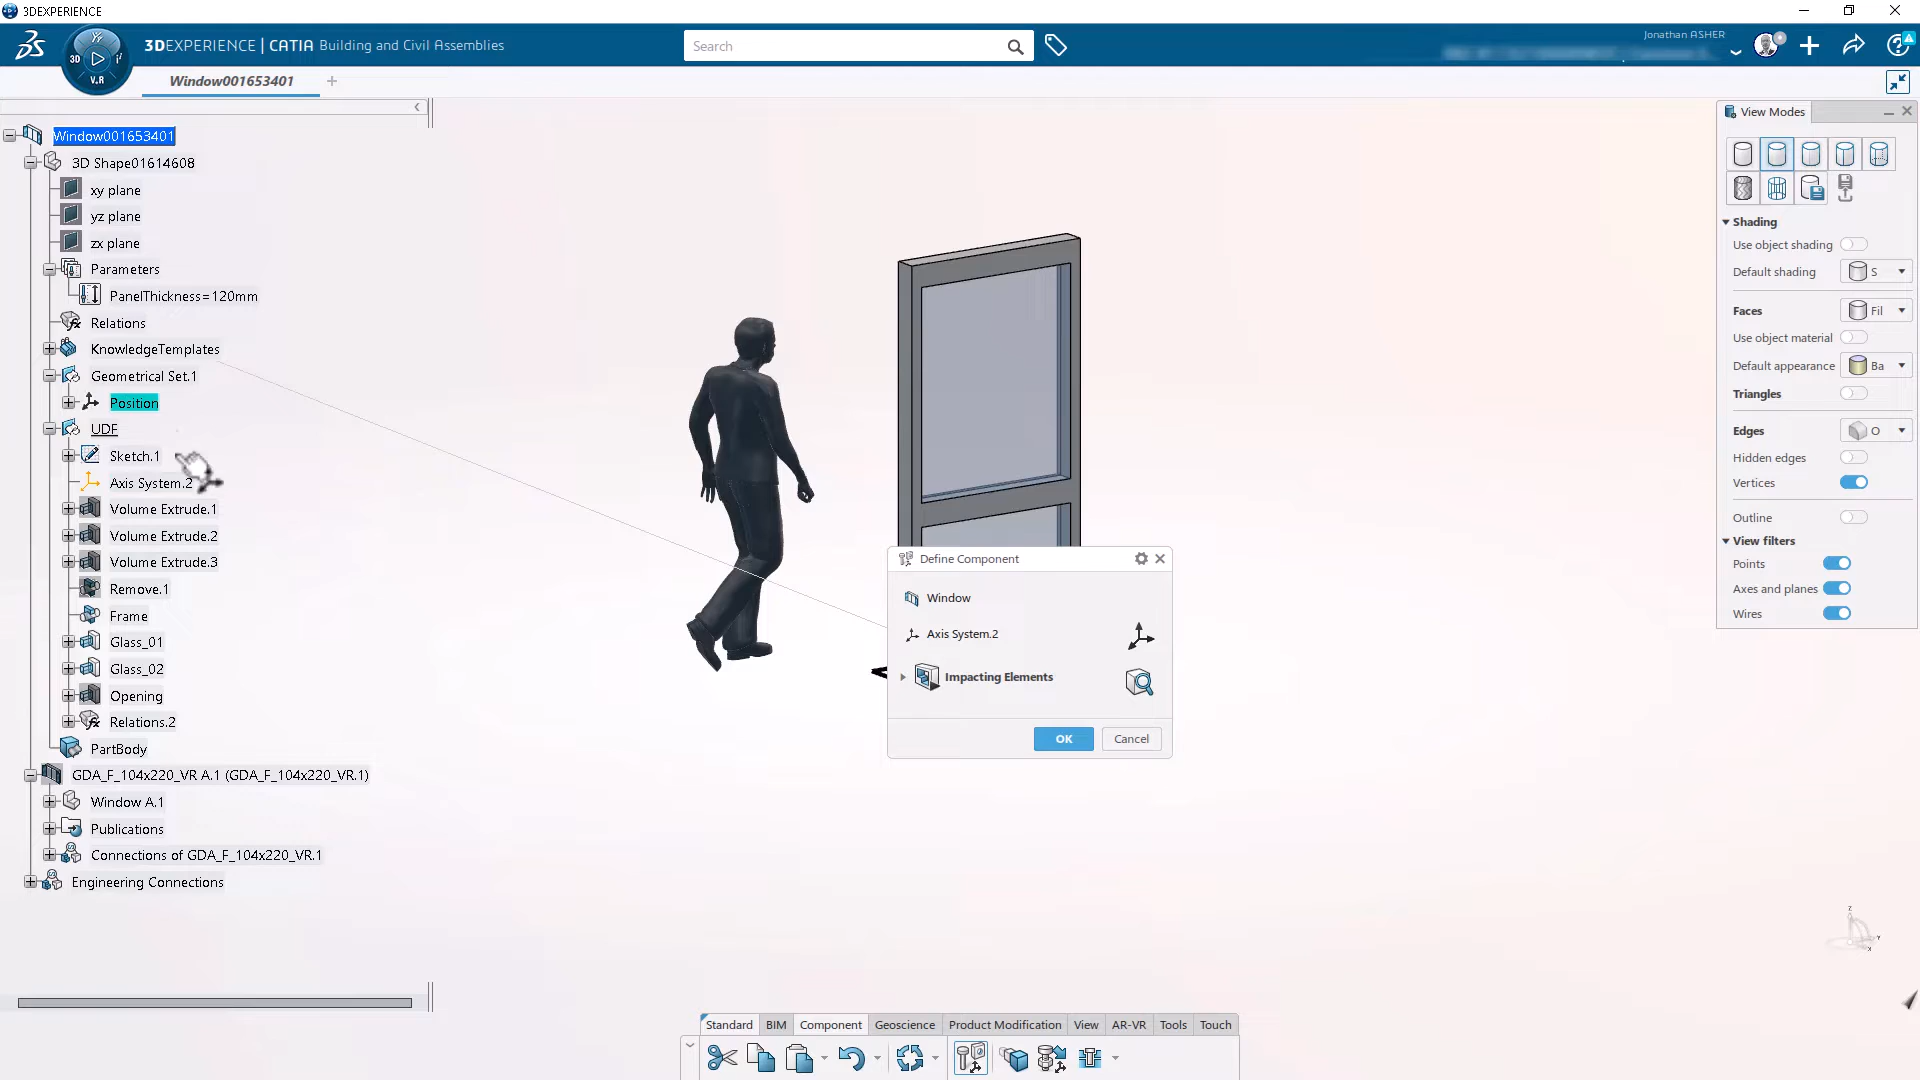 3DEXPERIENCE
3DEXPERIENCE | CATIA Building and Civil Assemblies
Search
Jonathan ASHER
3D
V.R
Window001653401
Window001653401
3D Shape01614608
xy plane
yz plane
zx plane
Parameters
PanelThickness=120mm
Relations
KnowledgeTemplates
Geometrical Set.1
Position
UDF
Sketch.1
Axis System.2
Volume Extrude.1
Volume Extrude.2
Volume Extrude.3
Remove.1
Frame
Glass_01
Glass_02
Opening
Relations.2
PartBody
GDA_F_104x220_VR A.1 (GDA_F_104x220_VR.1)
Window A.1
Publications
Connections of GDA_F_104x220_VR.1
Engineering Connections
Define Component
Window
Axis System.2
Impacting Elements
OK
Cancel
View Modes
Shading
Use object shading
Default shading
S
Faces
Fil
Use object material
Default appearance
Ba
Triangles
Edges
O
Hidden edges
Vertices
Outline
View filters
Points
Axes and planes
Wires
Standard
BIM
Component
Geoscience
Product Modification
View
AR-VR
Tools
Touch